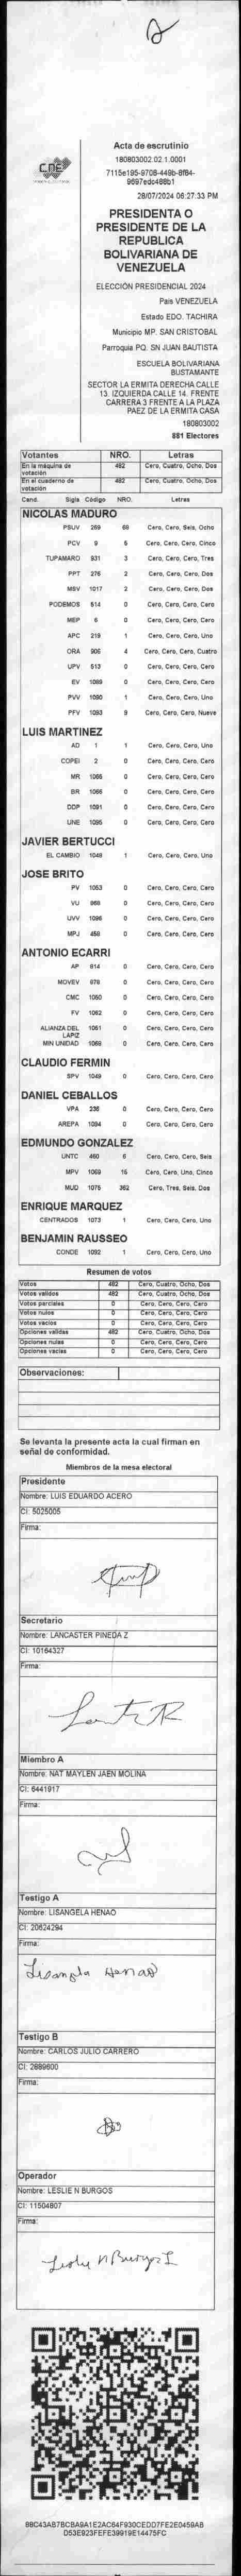 2
Acta de escrutinio
180803002.02.1.0001
7115e195-9706-449b-8f84-
9697edc488b1
28/07/2024 06:27:33 PM
CNE
PRESIDENTA O
PRESIDENTE DE LA
REPUBLICA
BOLIVARIANA DE
VENEZUELA
ELECCIÓN PRESIDENCIAL 2024
País VENEZUELA
Estado EDO. TACHIRA
Municipio MP. SAN CRISTOBAL
Parroquia PQ. SN JUAN BAUTISTA
ESCUELA BOLIVARIANA
BUSTAMANTE
SECTOR LA ERMITA DERECHA CALLE
13. IZQUIERDA CALLE 14. FRENTE
CARRERA 3 FRENTE A LA PLAZA
PAEZ DE LA ERMITA CASA
180803002
881 Electores
Votantes NRO. Letras
En la máquina de votación 482 Cero, Cuatro, Ocho, Dos
En el cuaderno de votación 482 Cero, Cuatro, Ocho, Dos
Cand. Sigla Código NRO. Letras
NICOLAS MADURO
PSUV 269 68 Cero, Cero, Seis, Ocho
PCV 9 5 Cero, Cero, Cero, Cinco
TUPAMARO 931 3 Cero, Cero, Cero, Tres
PPT 276 2 Cero, Cero, Cero, Dos
MSV 1017 2 Cero, Cero, Cero, Dos
PODEMOS 514 0 Cero, Cero, Cero, Cero
MEP 6 0 Cero, Cero, Cero, Cero
APC 219 1 Cero, Cero, Cero, Uno
ORA 906 4 Cero, Cero, Cero, Cuatro
UPV 513 0 Cero, Cero, Cero, Cero
EV 1089 0 Cero, Cero, Cero, Cero
PVV 1090 1 Cero, Cero, Cero, Uno
PFV 1093 9 Cero, Cero, Cero, Nueve
LUIS MARTINEZ
AD 1 1 Cero, Cero, Cero, Uno
COPEI 2 0 Cero, Cero, Cero, Cero
MR 1065 0 Cero, Cero, Cero, Cero
BR 1066 0 Cero, Cero, Cero, Cero
DDP 1091 0 Cero, Cero, Cero, Cero
UNE 1095 0 Cero, Cero, Cero, Cero
JAVIER BERTUCCI
EL CAMBIO 1048 1 Cero, Cero, Cero, Uno
JOSE BRITO
PV 1053 0 Cero, Cero, Cero, Cero
VU 968 0 Cero, Cero, Cero, Cero
UVV 1096 0 Cero, Cero, Cero, Cero
MPJ 458 0 Cero, Cero, Cero, Cero
ANTONIO ECARRI
AP 914 0 Cero, Cero, Cero, Cero
MOVEV 978 0 Cero, Cero, Cero, Cero
CMC 1050 0 Cero, Cero, Cero, Cero
FV 1062 0 Cero, Cero, Cero, Cero
ALIANZA DEL LAPIZ 1061 0 Cero, Cero, Cero, Cero
MIN UNIDAD 1069 0 Cero, Cero, Cero, Cero
CLAUDIO FERMIN
SPV 1049 0 Cero, Cero, Cero, Cero
DANIEL CEBALLOS
VPA 236 0 Cero, Cero, Cero, Cero
AREPA 1094 0 Cero, Cero, Cero, Cero
EDMUNDO GONZALEZ
UNTC 460 6 Cero, Cero, Cero, Seis
MPV 1069 15 Cero, Cero, Uno, Cinco
MUD 1075 362 Cero, Tres, Seis, Dos
ENRIQUE MARQUEZ
CENTRADOS 1073 1 Cero, Cero, Cero, Uno
BENJAMIN RAUSSEO
CONDE 1092 1 Cero, Cero, Cero, Uno
Resumen de votos
Votos 482 Cero, Cuatro, Ocho, Dos
Votos validos 482 Cero, Cuatro, Ocho, Dos
Votos parciales 0 Cero, Cero, Cero, Cero
Votos nulos 0 Cero, Cero, Cero, Cero
Votos vacios 0 Cero, Cero, Cero, Cero
Opciones validas 482 Cero, Cuatro, Ocho, Dos
Opciones nulas 0 Cero, Cero, Cero, Cero
Opciones vacias 0 Cero, Cero, Cero, Cero
Observaciones:
Se levanta la presente acta la cual firman en
señal de conformidad.
Miembros de la mesa electoral
Presidente
Nombre: LUIS EDUARDO ACERO
CI: 5025005
Firma:
Secretario
Nombre: LANCASTER PINEDA Z
CI: 10164327
Firma:
Miembro A
Nombre: NAT MAYLEN JAEN MOLINA
CI: 6441917
Firma:
Testigo A
Nombre: LISANGELA HENAO
CI: 20624294
Firma:
Lisangela Henao
Testigo B
Nombre: CARLOS JULIO CARRERO
CI: 2889600
Firma:
Operador
Nombre: LESLIE N BURGOS
CI: 11504807
Firma:
Leslie N Burgos
88C43AB7BCBA9A1E2AC64F930CEDD7FE2E0459AB
D53E923FEFE39919E14475FC